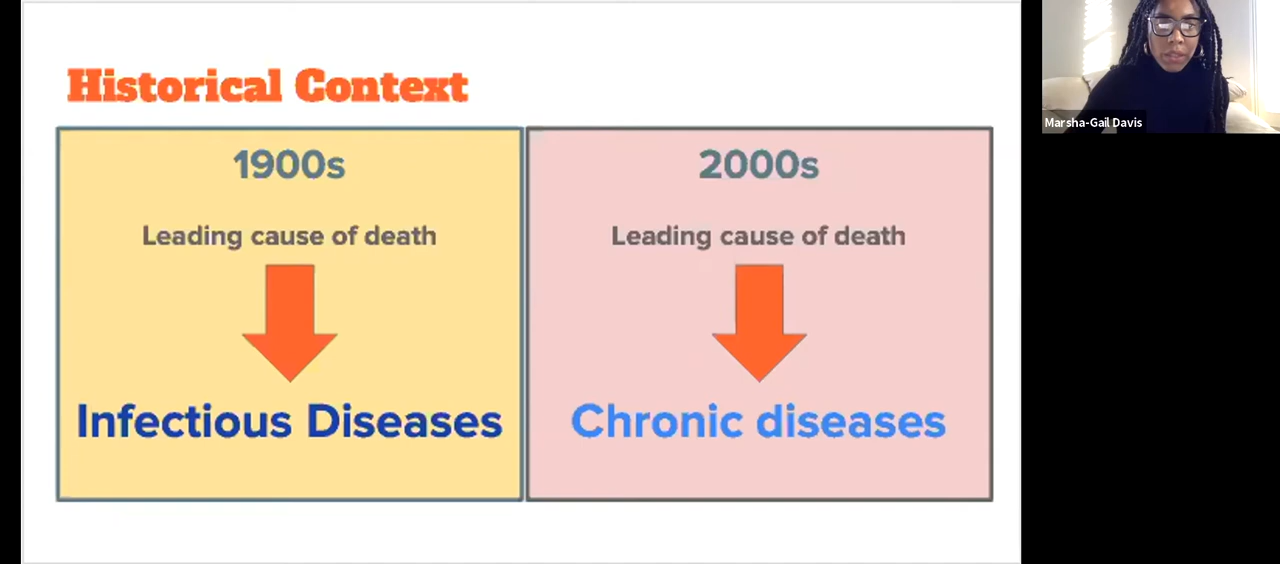 Historical Context
1900s
Leading cause of death
Infectious Diseases
2000s
Leading cause of death
Chronic diseases
Marsha-Gail Davis